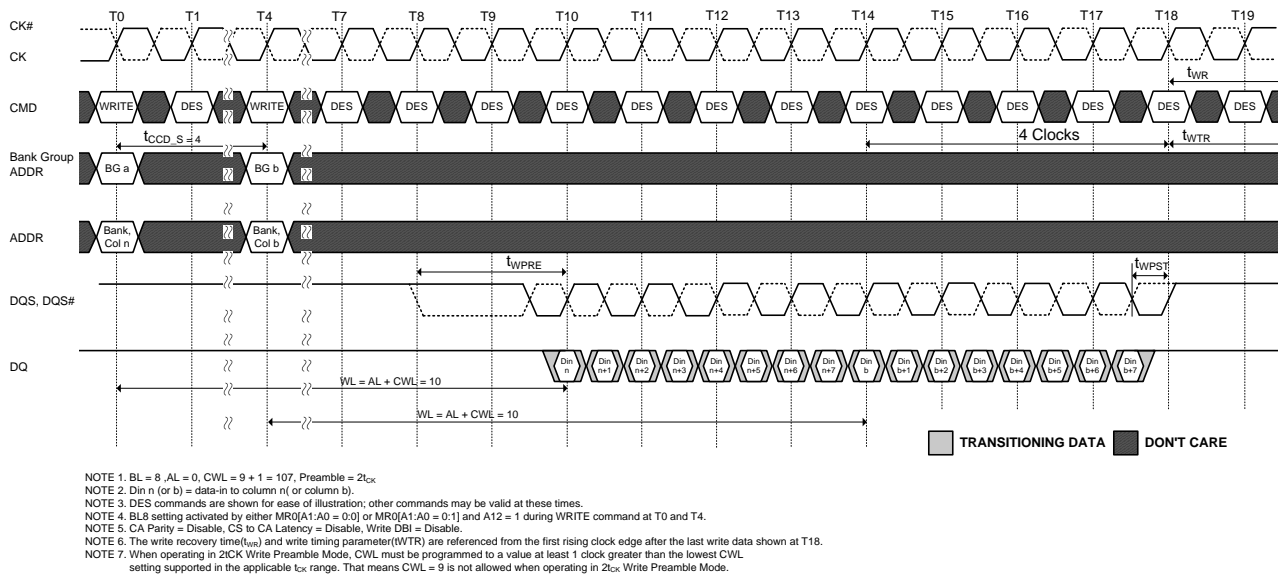 T0 T1 T4 T7 T8 T9 T10 T11 T12 T13 T14 T15 T16 T17 T18 T19
CK#
CK
tWR
CMD WRITE DES WRITE DES DES DES DES DES DES DES DES DES DES DES DES DES
tCCD_S = 4 4 Clocks tWTR
Bank Group
ADDR BG a BG b
ADDR Bank, Col n Bank, Col b
tWPRE tWPST
DQS, DQS#
DQ Din n Din n+1 Din n+2 Din n+3 Din n+4 Din n+5 Din n+6 Din n+7 Din b Din b+1 Din b+2 Din b+3 Din b+4 Din b+5 Din b+6 Din b+7
WL = AL + CWL = 10
WL = AL + CWL = 10
TRANSITIONING DATA DON'T CARE
NOTE 1. BL = 8 ,AL = 0, CWL = 9 + 1 = 107, Preamble = 2tCK
NOTE 2. Din n (or b) = data-in to column n( or column b).
NOTE 3. DES commands are shown for ease of illustration; other commands may be valid at these times.
NOTE 4. BL8 setting activated by either MR0[A1:A0 = 0:0] or MR0[A1:A0 = 0:1] and A12 = 1 during WRITE command at T0 and T4.
NOTE 5. CA Parity = Disable, CS to CA Latency = Disable, Write DBI = Disable.
NOTE 6. The write recovery time(tWR) and write timing parameter(tWTR) are referenced from the first rising clock edge after the last write data shown at T18.
NOTE 7. When operating in 2tCK Write Preamble Mode, CWL must be programmed to a value at least 1 clock greater than the lowest CWL
setting supported in the applicable tCK range. That means CWL = 9 is not allowed when operating in 2tCK Write Preamble Mode.